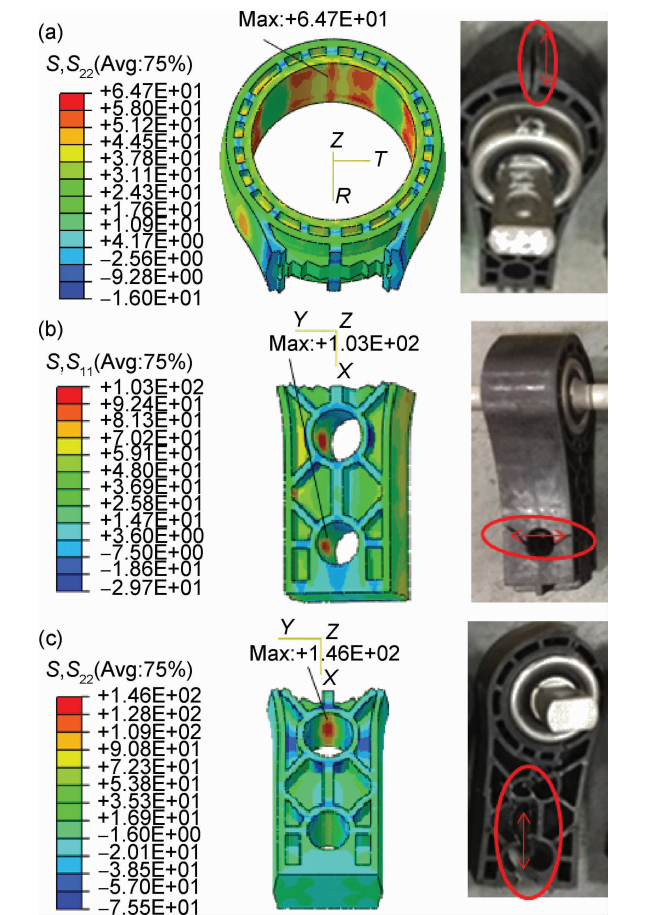 (a)
Max:+6.47E+01
S,S22(Avg:75%)
+6.47E+01
+5.80E+01
+5.12E+01
+4.45E+01
+3.78E+01
+3.11E+01
+2.43E+01
+1.76E+01
+1.09E+01
+4.17E+00
−2.56E+00
−9.28E+00
−1.60E+01
Z
T
R
(b)
Y Z
Max:+1.03E+02
X
S,S11(Avg:75%)
+1.03E+02
+9.24E+01
+8.13E+01
+7.02E+01
+5.91E+01
+4.80E+01
+3.69E+01
+2.58E+01
+1.47E+01
+3.60E+00
−7.50E+00
−1.86E+01
−2.97E+01
(c)
Y Z
Max:+1.46E+02
X
S,S22(Avg:75%)
+1.46E+02
+1.28E+02
+1.09E+02
+9.08E+01
+7.23E+01
+5.38E+01
+3.53E+01
+1.69E+01
−1.60E+00
−2.01E+01
−3.85E+01
−5.70E+01
−7.55E+01